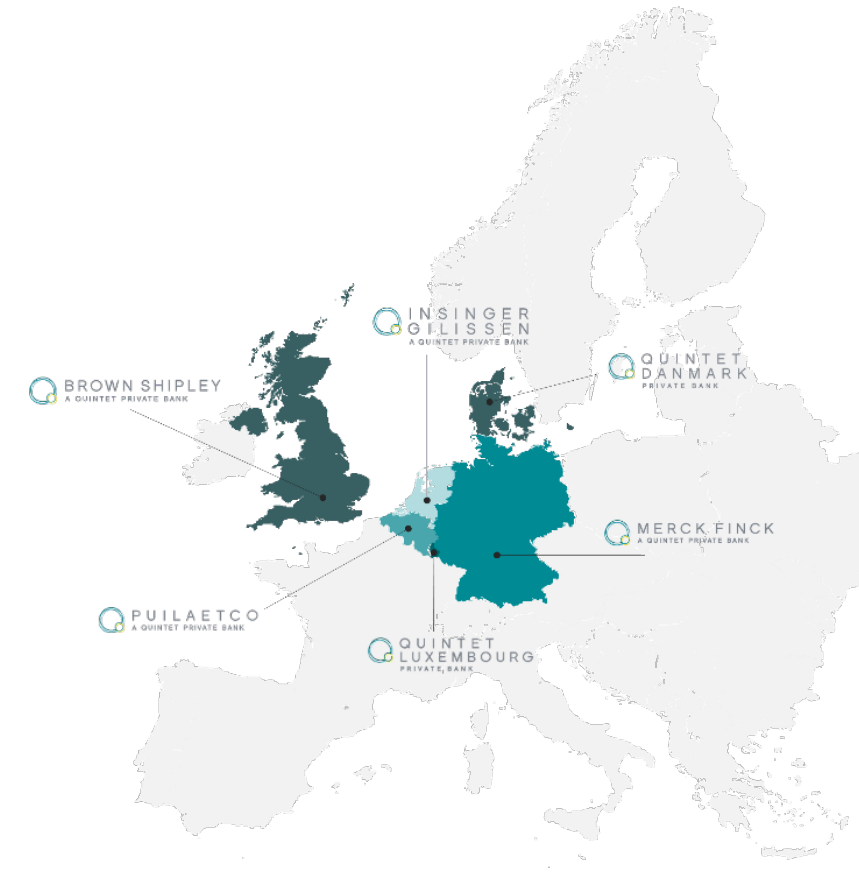 INSINGER
GILISSEN
A QUINTET PRIVATE BANK
QUINTET
DANMARK
PRIVATE BANK
BROWN SHIPLEY
A QUINTET PRIVATE BANK
MERCK FINCK
A QUINTET PRIVATE BANK
PUILAETCO
A QUINTET PRIVATE BANK
QUINTET
LUXEMBOURG
PRIVATE BANK